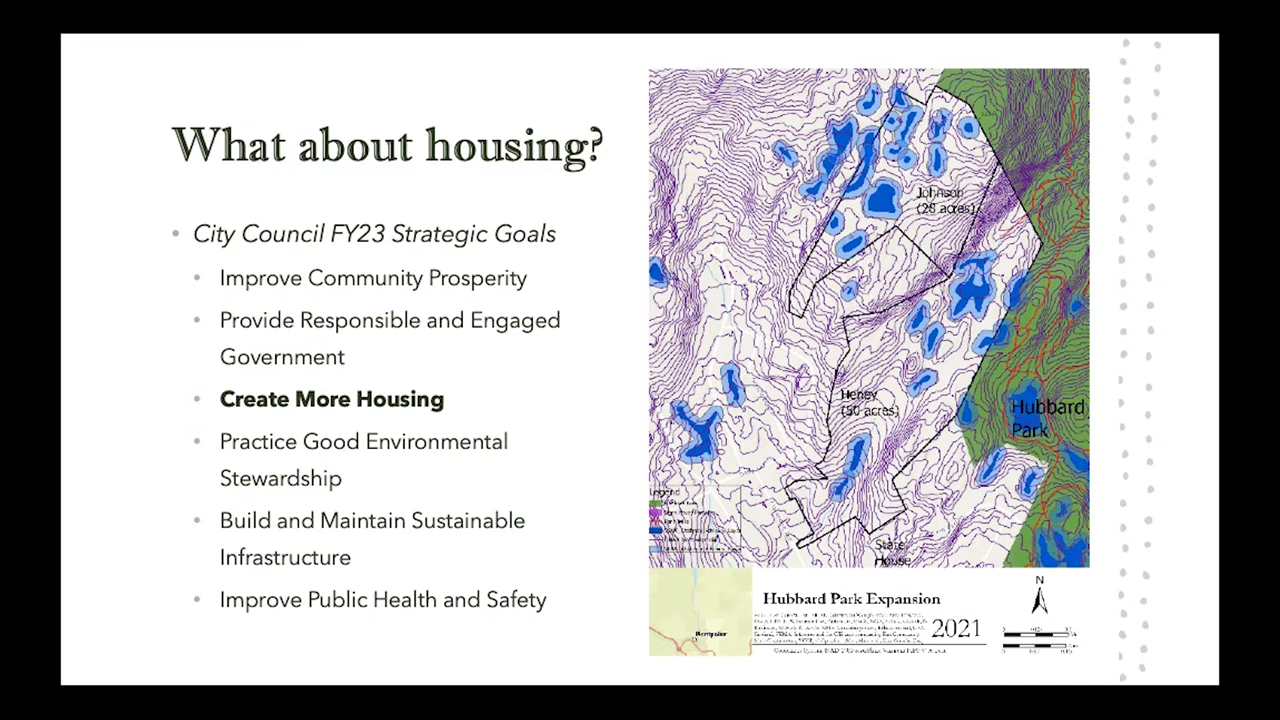 What about housing?
• City Council FY23 Strategic Goals
• Improve Community Prosperity
• Provide Responsible and Engaged
Government
• Create More Housing
• Practice Good Environmental
Stewardship
• Build and Maintain Sustainable
Infrastructure
• Improve Public Health and Safety
Johnson
(28 acres)
Heney
(50 acres)
Hubbard
Park
State
House
Legend
Montpelier
Hubbard Park Expansion
2021
N